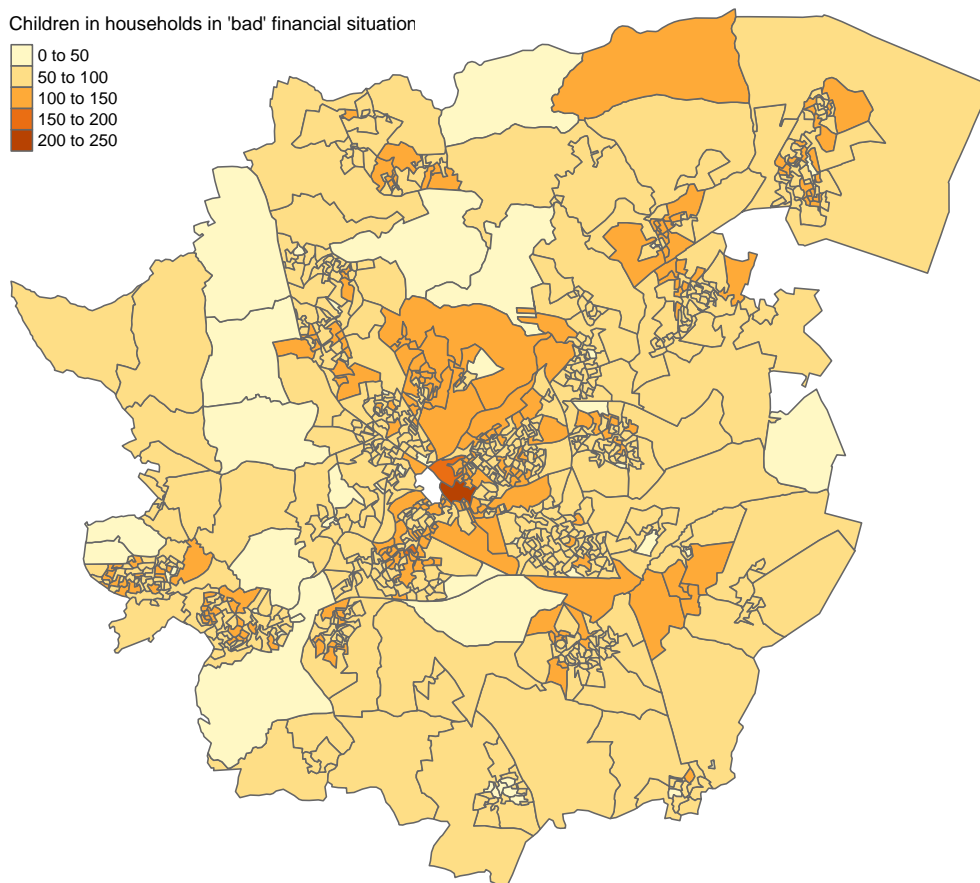 Children in households in 'bad' financial situation
0 to 50
50 to 100
100 to 150
150 to 200
200 to 250